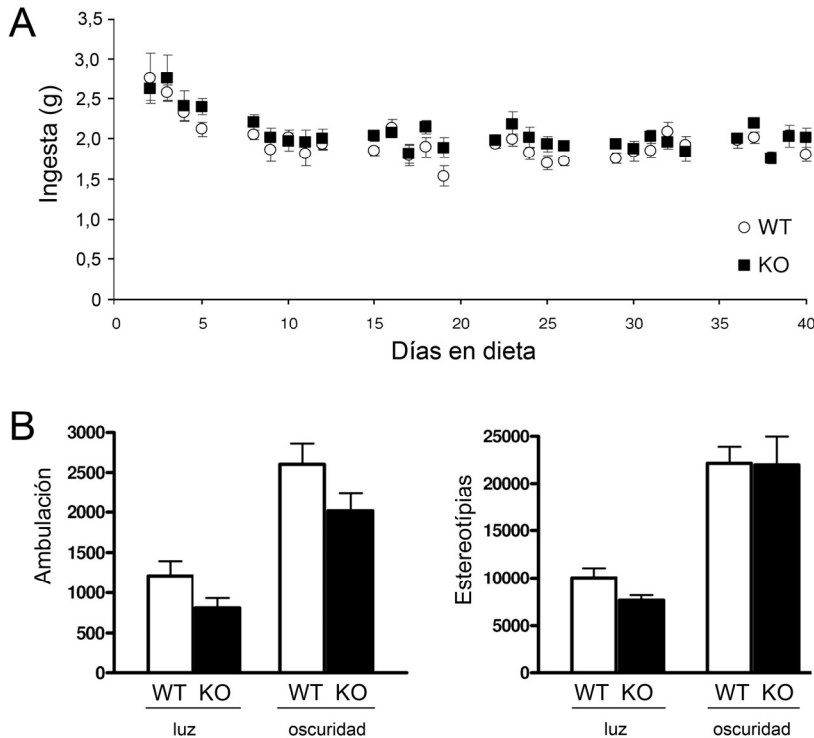 A
Ingesta (g)
3,5
3,0
2,5
2,0
1,5
1,0
0,5
0
0 5 10 15 20 25 30 35 40
Días en dieta
WT
KO
B
Ambulación
3000
2500
2000
1500
1000
500
0
WT KO WT KO
luz oscuridad
Estereotípias
25000
20000
15000
10000
5000
0
WT KO WT KO
luz oscuridad